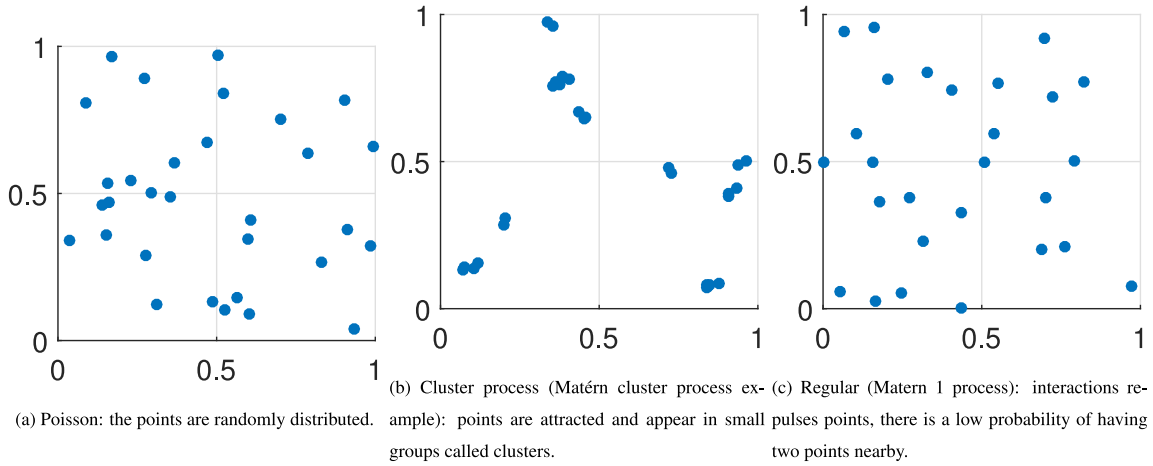 1
0.5
0
0
0.5
1
(a) Poisson: the points are randomly distributed.
1
0.5
0
0
0.5
1
(b) Cluster process (Matérn cluster process ex-
ample): points are attracted and appear in small
groups called clusters.
1
0.5
0
0
0.5
1
(c) Regular (Matern 1 process): interactions re-
pulses points, there is a low probability of having
two points nearby.